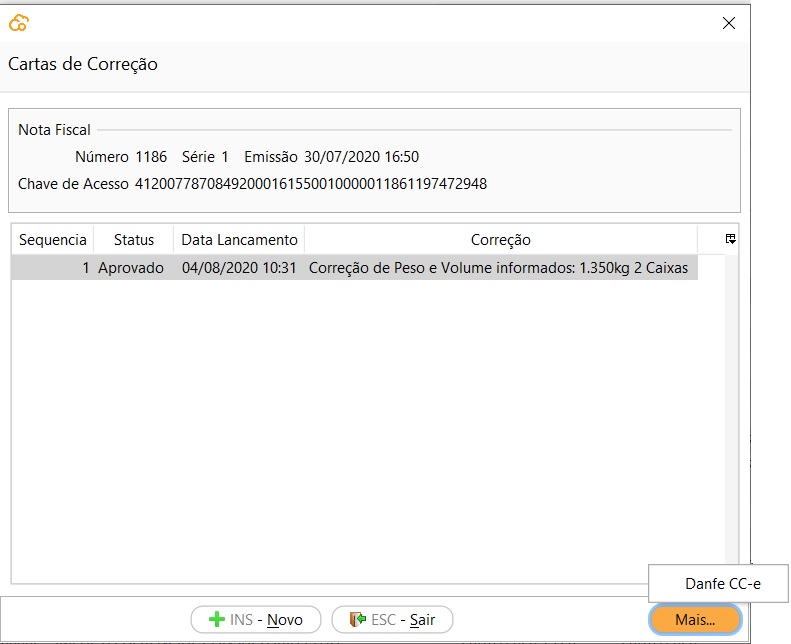 Cartas de Correção
Nota Fiscal
Número 1186 Série 1 Emissão 30/07/2020 16:50
Chave de Acesso 41200778708492000161550010000011861197472948
Sequencia Status Data Lancamento Correção
1 Aprovado 04/08/2020 10:31 Correção de Peso e Volume informados: 1.350kg 2 Caixas
Danfe CC-e
INS - Novo ESC - Sair Mais...